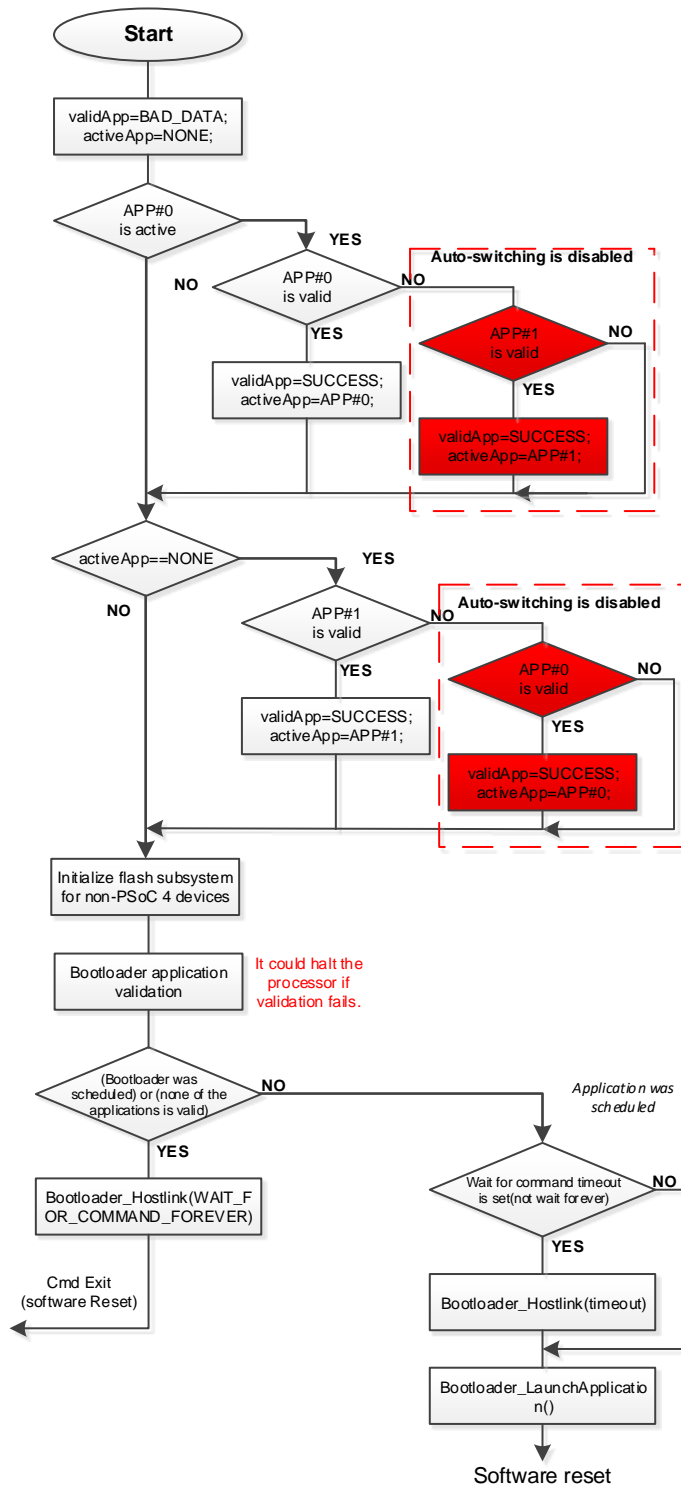 Start
validApp=BAD_DATA;
activeApp=NONE;
APP#0
is active
YES
NO
APP#0
is valid
NO
YES
validApp=SUCCESS;
activeApp=APP#0;
Auto-switching is disabled
APP#1
is valid
NO
YES
validApp=SUCCESS;
activeApp=APP#1;
activeApp==NONE
YES
NO
APP#1
is valid
NO
YES
validApp=SUCCESS;
activeApp=APP#1;
Auto-switching is disabled
APP#0
is valid
NO
YES
validApp=SUCCESS;
activeApp=APP#0;
Initialize flash subsystem
for non-PSoC 4 devices
Bootloader application
validation
It could halt the
processor if
validation fails.
(Bootloader was
scheduled) or (none of the
applications is valid)
NO
YES
Bootloader_Hostlink(WAIT_F
OR_COMMAND_FOREVER)
Cmd Exit
(software Reset)
Application was
scheduled
Wait for command timeout
is set(not wait forever)
NO
YES
Bootloader_Hostlink(timeout)
Bootloader_LaunchApplicatio
n()
Software reset